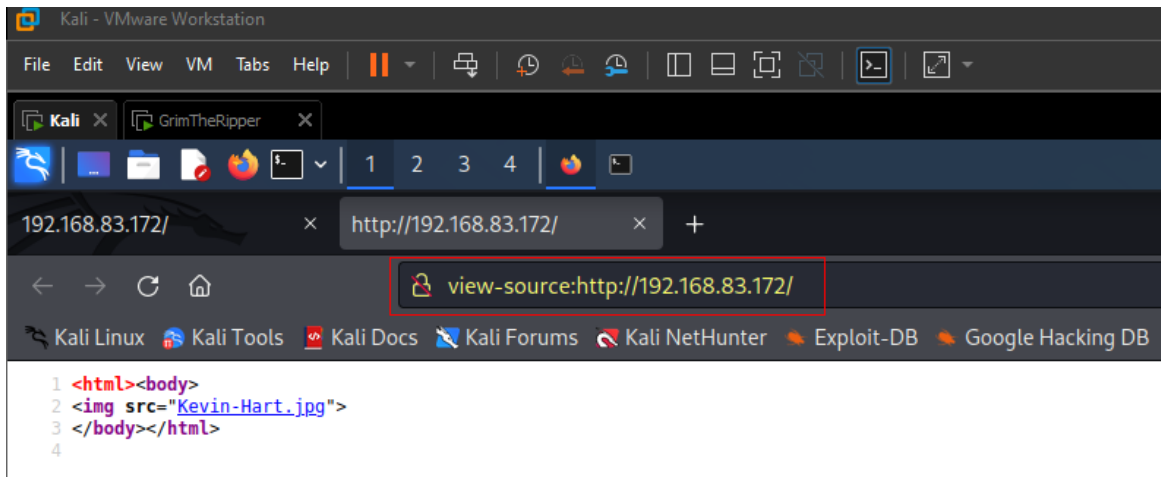 Kali - VMware Workstation
File Edit View VM Tabs Help
Kali GrimTheRipper
1 2 3 4
192.168.83.172/ http://192.168.83.172/
view-source:http://192.168.83.172/
Kali Linux Kali Tools Kali Docs Kali Forums Kali NetHunter Exploit-DB Google Hacking DB
1 <html><body>
2 <img src="Kevin-Hart.jpg">
3 </body></html>
4